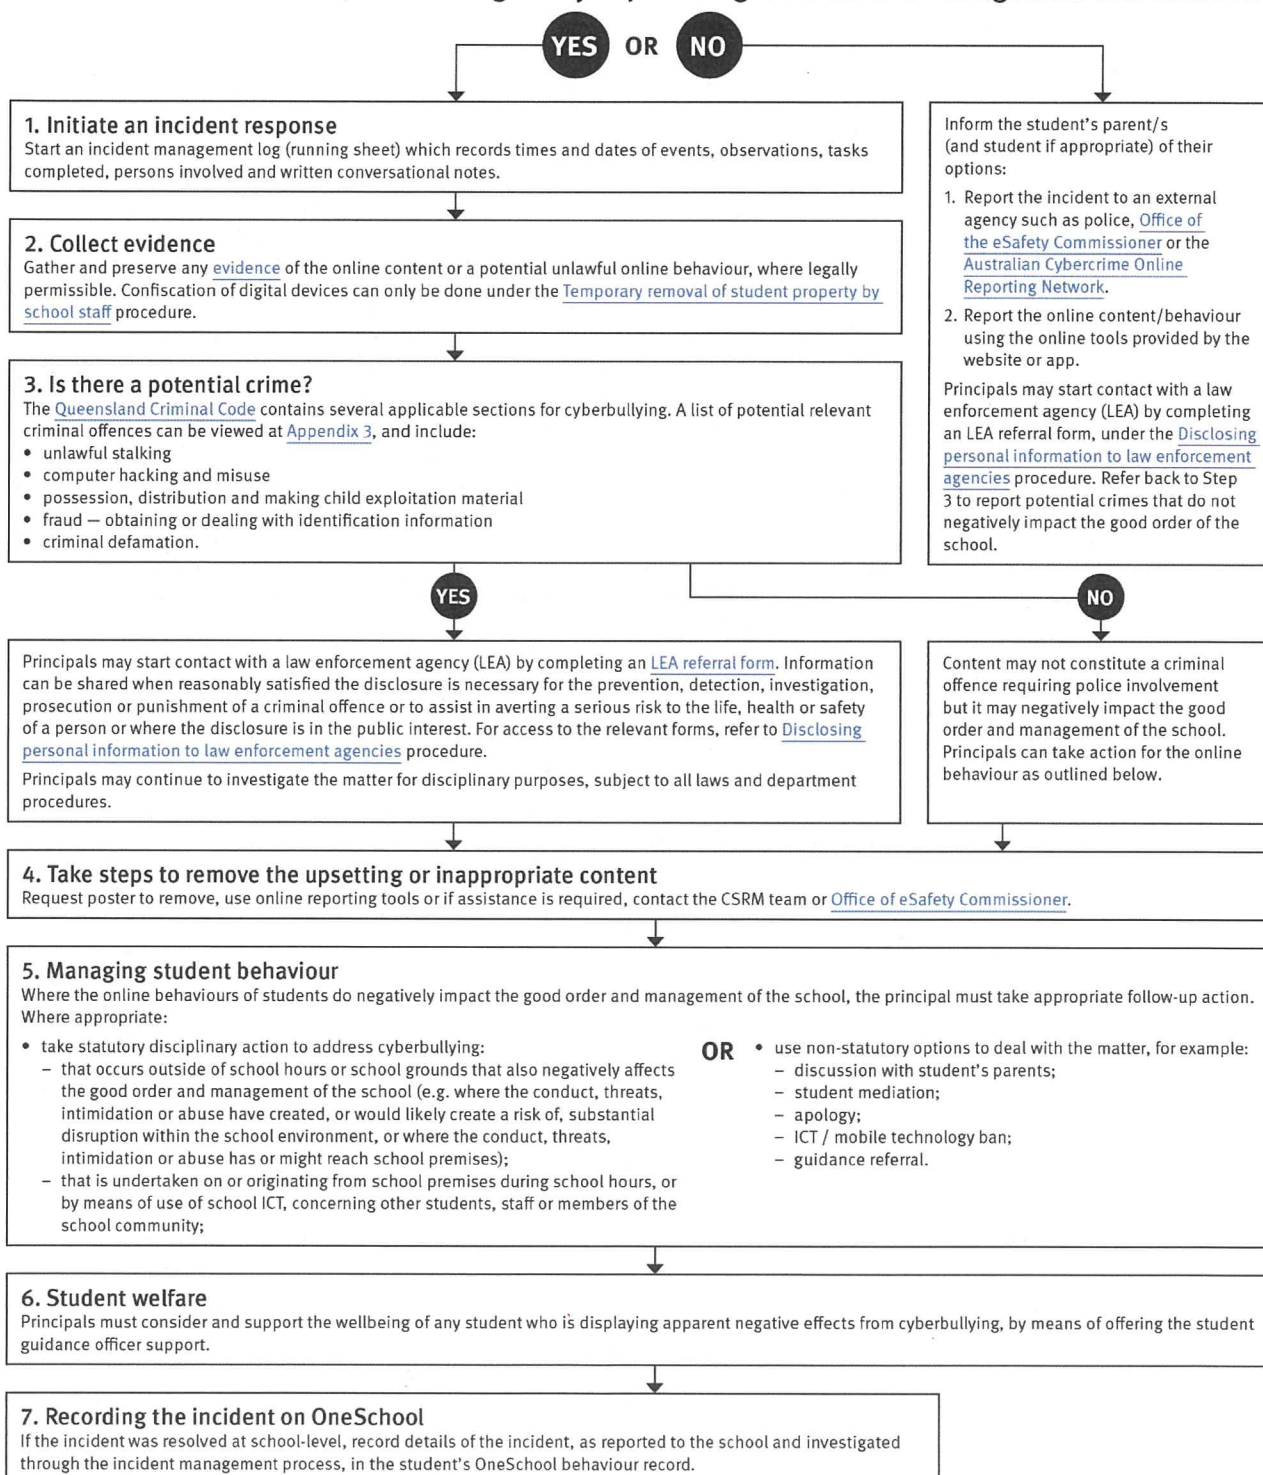 YES OR NO
1. Initiate an incident response
Start an incident management log (running sheet) which records times and dates of events, observations, tasks
completed, persons involved and written conversational notes.
2. Collect evidence
Gather and preserve any evidence of the online content or a potential unlawful online behaviour, where legally
permissible. Confiscation of digital devices can only be done under the Temporary removal of student property by
school staff procedure.
3. Is there a potential crime?
The Queensland Criminal Code contains several applicable sections for cyberbullying. A list of potential relevant
criminal offences can be viewed at Appendix 3, and include:
• unlawful stalking
• computer hacking and misuse
• possession, distribution and making child exploitation material
• fraud — obtaining or dealing with identification information
• criminal defamation.
Inform the student's parent/s
(and student if appropriate) of their
options:
1. Report the incident to an external
agency such as police, Office of
the eSafety Commissioner or the
Australian Cybercrime Online
Reporting Network.
2. Report the online content/behaviour
using the online tools provided by the
website or app.
Principals may start contact with a law
enforcement agency (LEA) by completing
an LEA referral form, under the Disclosing
personal information to law enforcement
agencies procedure. Refer back to Step
3 to report potential crimes that do not
negatively impact the good order of the
school.
YES
NO
Principals may start contact with a law enforcement agency (LEA) by completing an LEA referral form. Information
can be shared when reasonably satisfied the disclosure is necessary for the prevention, detection, investigation,
prosecution or punishment of a criminal offence or to assist in averting a serious risk to the life, health or safety
of a person or where the disclosure is in the public interest. For access to the relevant forms, refer to Disclosing
personal information to law enforcement agencies procedure.
Principals may continue to investigate the matter for disciplinary purposes, subject to all laws and department
procedures.
Content may not constitute a criminal
offence requiring police involvement
but it may negatively impact the good
order and management of the school.
Principals can take action for the online
behaviour as outlined below.
4. Take steps to remove the upsetting or inappropriate content
Request poster to remove, use online reporting tools or if assistance is required, contact the CSRM team or Office of eSafety Commissioner.
5. Managing student behaviour
Where the online behaviours of students do negatively impact the good order and management of the school, the principal must take appropriate follow-up action.
Where appropriate:
• take statutory disciplinary action to address cyberbullying:
– that occurs outside of school hours or school grounds that also negatively affects
the good order and management of the school (e.g. where the conduct, threats,
intimidation or abuse have created, or would likely create a risk of, substantial
disruption within the school environment, or where the conduct, threats,
intimidation or abuse has or might reach school premises);
– that is undertaken on or originating from school premises during school hours, or
by means of use of school ICT, concerning other students, staff or members of the
school community;
OR
• use non-statutory options to deal with the matter, for example:
– discussion with student's parents;
– student mediation;
– apology;
– ICT / mobile technology ban;
– guidance referral.
6. Student welfare
Principals must consider and support the wellbeing of any student who is displaying apparent negative effects from cyberbullying, by means of offering the student
guidance officer support.
7. Recording the incident on OneSchool
If the incident was resolved at school-level, record details of the incident, as reported to the school and investigated
through the incident management process, in the student's OneSchool behaviour record.